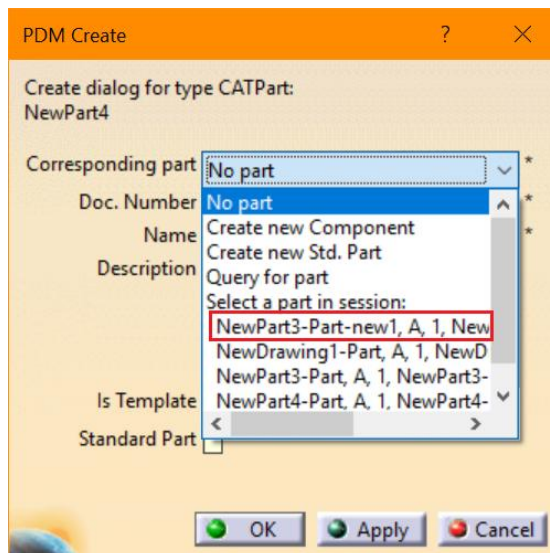 PDM Create ?
Create dialog for type CATPart:
NewPart4
Corresponding part No part *
Doc. Number No part *
Name Create new Component *
Create new Std. Part
Description Query for part
Select a part in session:
NewPart3-Part-new1, A, 1, New
NewDrawing1-Part, A, 1, NewD
NewPart3-Part, A, 1, NewPart3-
Is Template NewPart4-Part, A, 1, NewPart4-
Standard Part
OK Apply Cancel